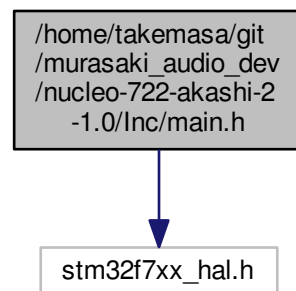 /home/takemasa/git
/murasaki_audio_dev
/nucleo-722-akashi-2
-1.0/Inc/main.h
stm32f7xx_hal.h